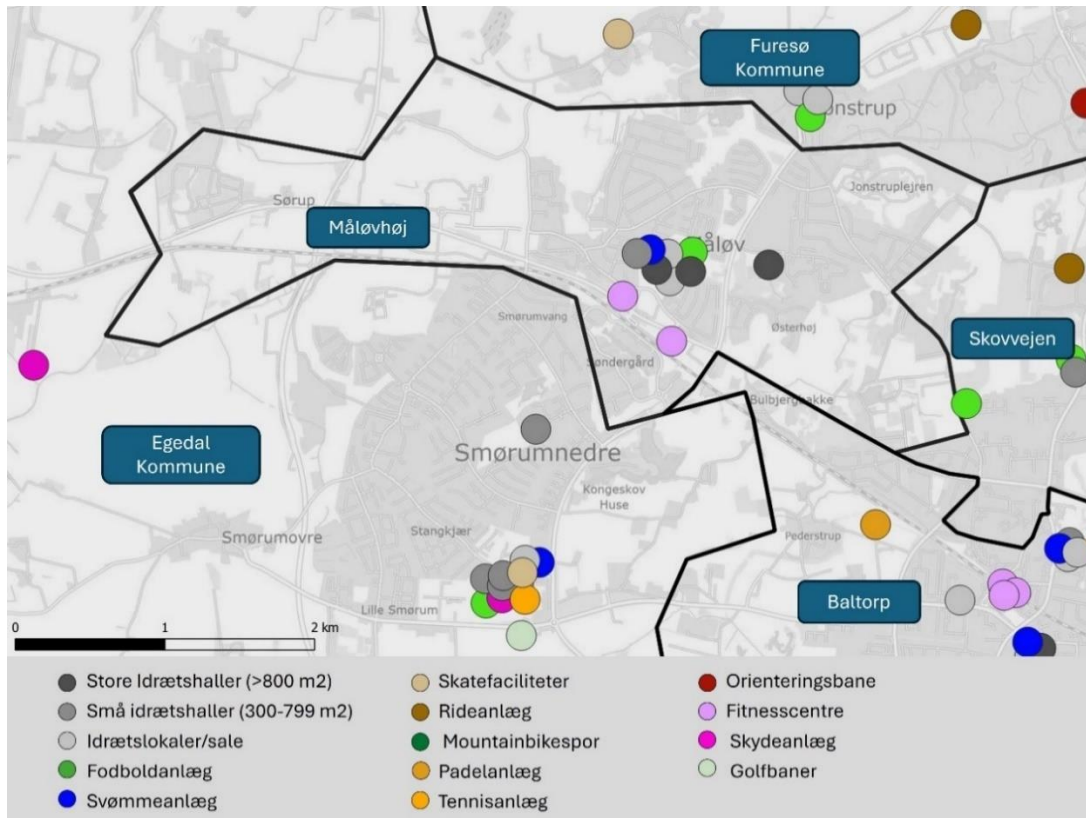 Furesø
Kommune
Jonstrup
Jonstruplejren
Sørup
Måløvhøj
Måløv
Smørumvang
Østerhøj
Skovvejen
Søndergård
Bulbjergbakke
Egedal
Kommune
Smørumnedre
Kongeskov
Huse
Stangkjær
Smørumovre
Pederstrup
Baltorp
Lille Smørum
0 1 2 km
Store Idrætshaller (>800 m2)
Små idrætshaller (300-799 m2)
Idrætslokaler/sale
Fodboldanlæg
Svømmeanlæg
Skatefaciliteter
Rideanlæg
Mountainbikespor
Padelanlæg
Tennisanlæg
Orienteringsbane
Fitnesscentre
Skydeanlæg
Golfbaner